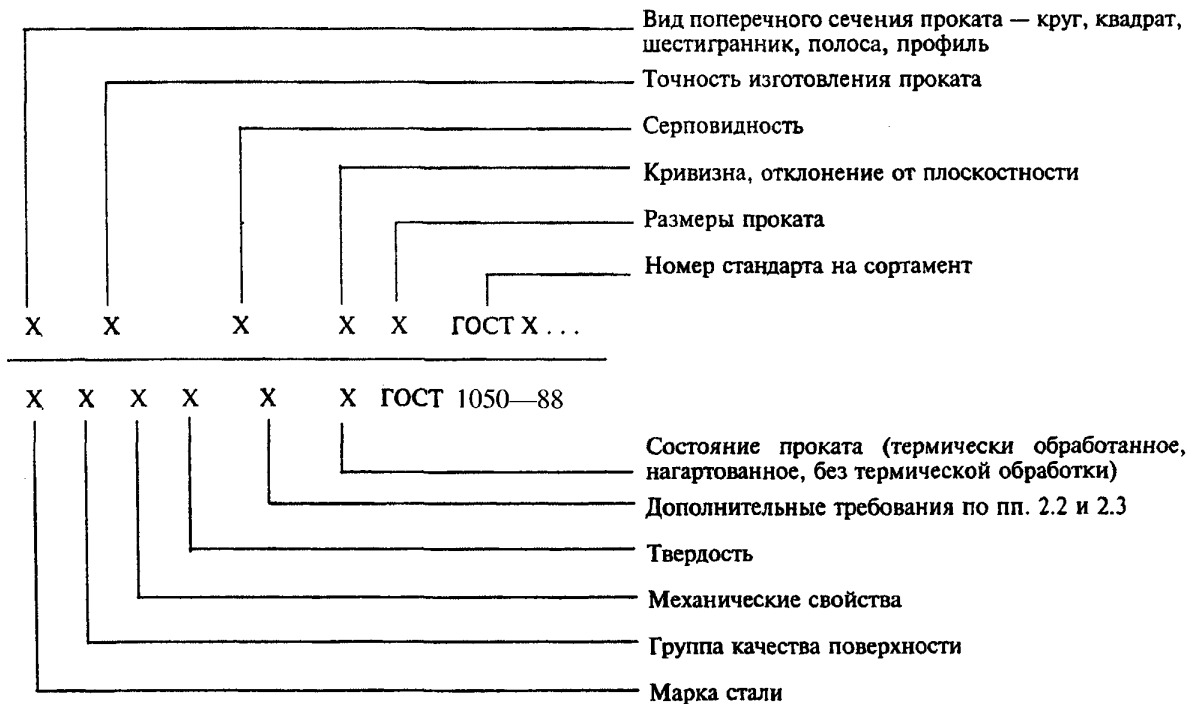 Вид поперечного сечения проката — круг, квадрат,
шестигранник, полоса, профиль
Точность изготовления проката
Серповидность
Кривизна, отклонение от плоскостности
Размеры проката
Номер стандарта на сортамент
X X X X X ГОСТ X . . .
X X X X X X ГОСТ 1050—88
Состояние проката (термически обработанное,
нагартованное, без термической обработки)
Дополнительные требования по пп. 2.2 и 2.3
Твердость
Механические свойства
Группа качества поверхности
Марка стали